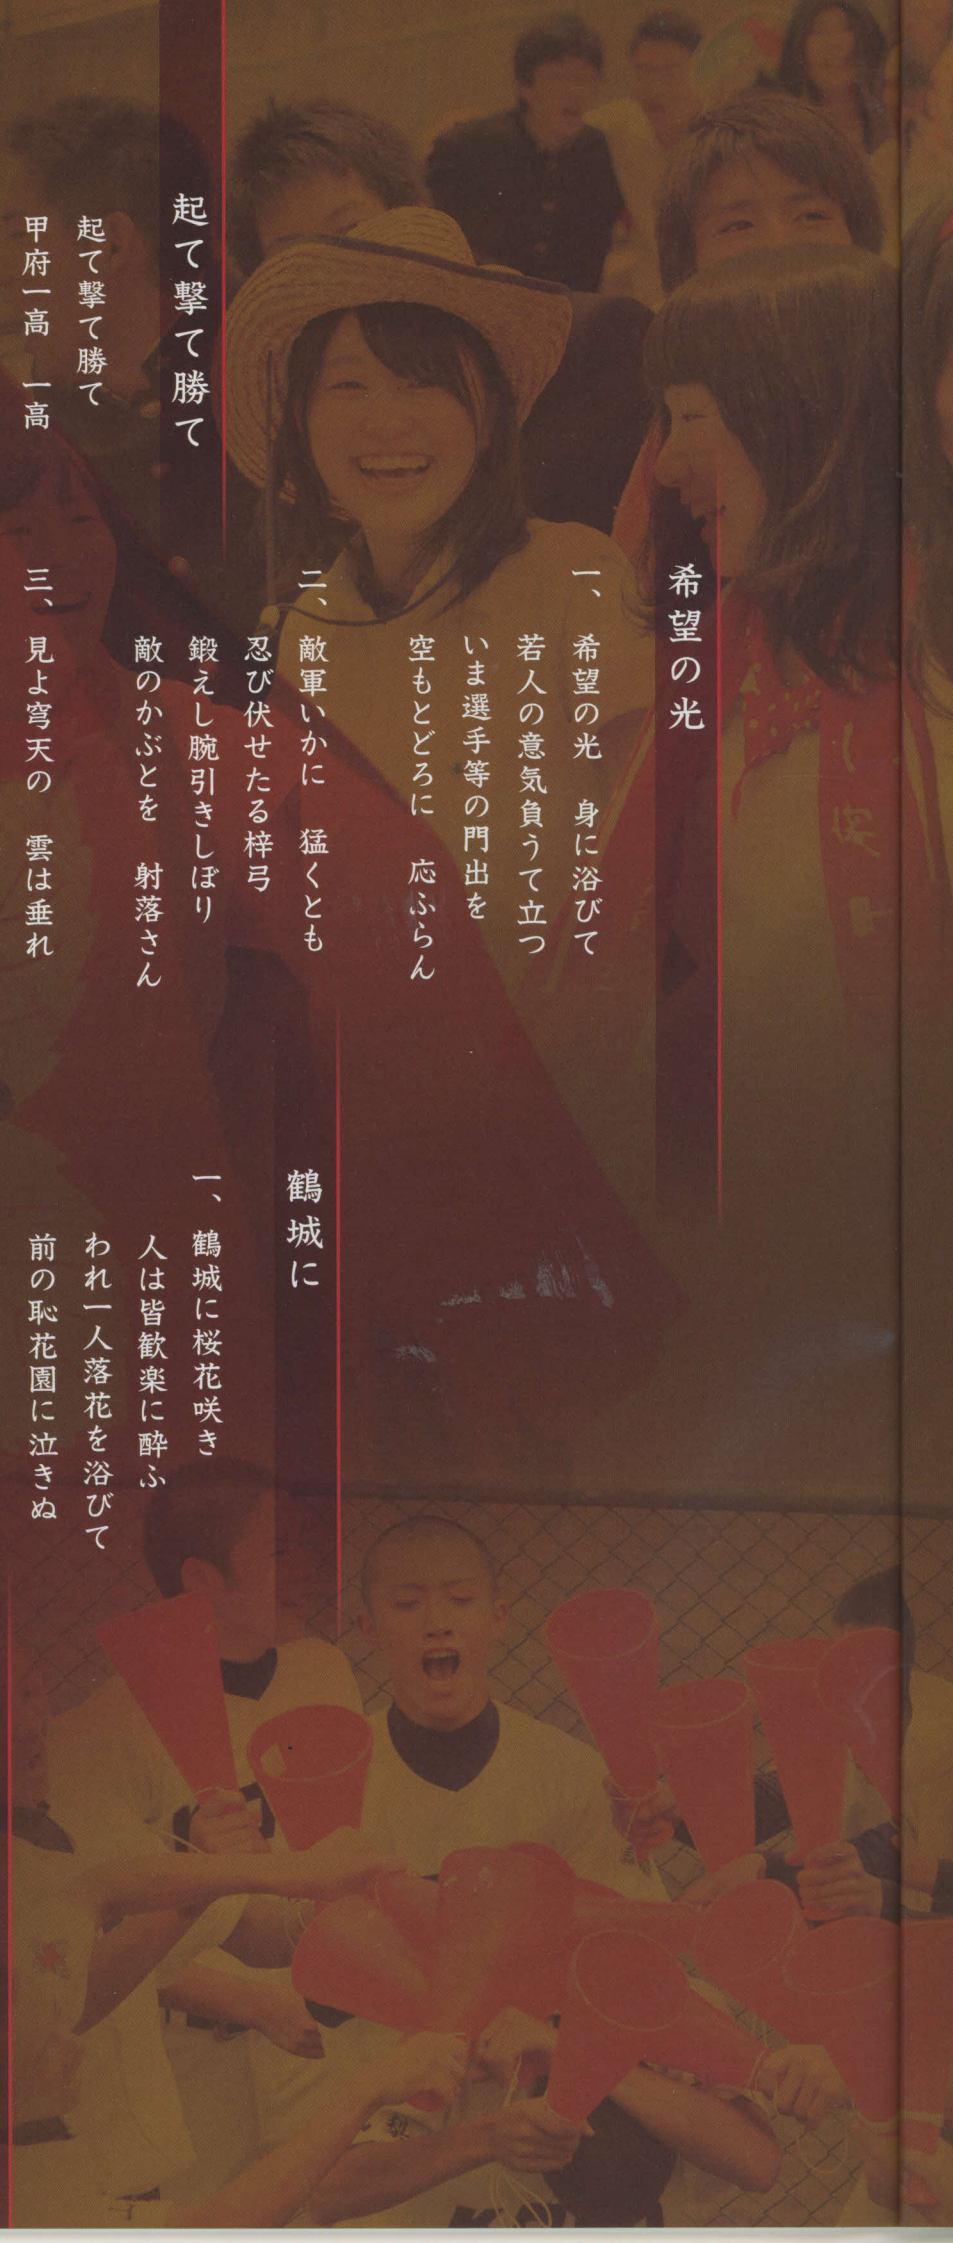 起て撃て勝て
起て撃て勝て
甲府一高　一高
希望の光
一、希望の光　身に浴びて
若人の意気負うて立つ
いま選手等の門出を
空もとどろに　応ふらん
二、敵軍いかに　猛くとも
忍び伏せたる梓弓
鍛えし腕引きしぼり
敵のかぶとを　射落さん
三、見よ穹天の　雲は垂れ
鶴城に
一、鶴城に桜花咲き
人は皆歓楽に酔ふ
われ一人落花を浴びて
前の恥花園に泣きぬ